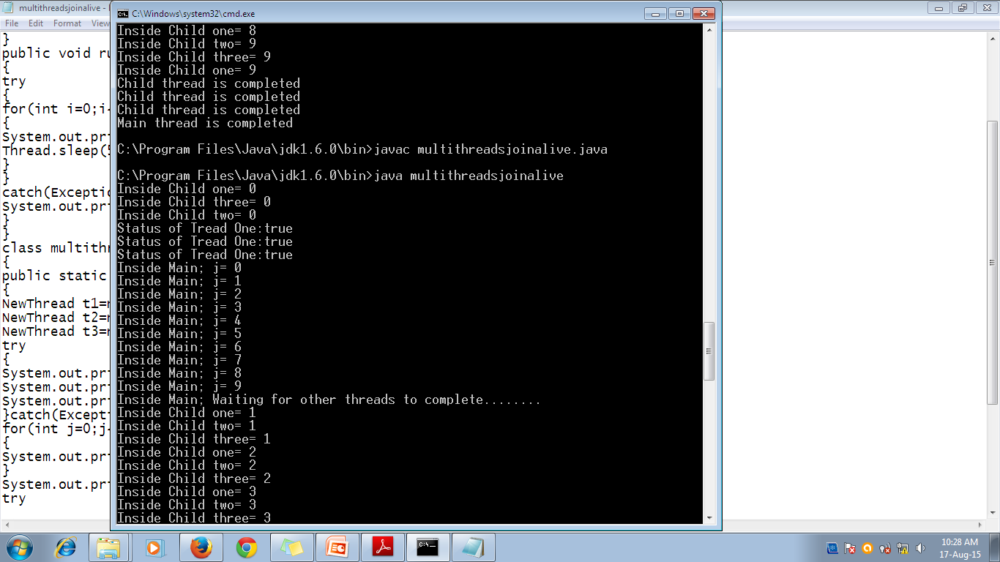 multithreadsjoinalive -
File Edit Format View
}
public void ru
{
try
{
for(int i=0;i
{
System.out.pr
Thread.sleep(
}
}
catch(Exceptio
System.out.pr
}
}
class multithr
{
public static
{
NewThread t1=
NewThread t2=
NewThread t3=
try
{
System.out.pr
System.out.pr
System.out.pr
}catch(Excepti
for(int j=0;j
{
System.out.pr
}
System.out.pr
try
C:\Windows\system32\cmd.exe
Inside Child one= 8
Inside Child two= 9
Inside Child three= 9
Inside Child one= 9
Child thread is completed
Child thread is completed
Child thread is completed
Main thread is completed
C:\Program Files\Java\jdk1.6.0\bin>javac multithreadsjoinalive.java
C:\Program Files\Java\jdk1.6.0\bin>java multithreadsjoinalive
Inside Child one= 0
Inside Child three= 0
Inside Child two= 0
Status of Tread One:true
Status of Tread One:true
Status of Tread One:true
Inside Main; j= 0
Inside Main; j= 1
Inside Main; j= 2
Inside Main; j= 3
Inside Main; j= 4
Inside Main; j= 5
Inside Main; j= 6
Inside Main; j= 7
Inside Main; j= 8
Inside Main; j= 9
Inside Main; Waiting for other threads to complete........
Inside Child one= 1
Inside Child two= 1
Inside Child three= 1
Inside Child one= 2
Inside Child two= 2
Inside Child three= 2
Inside Child one= 3
Inside Child two= 3
Inside Child three= 3
10:28 AM
17-Aug-15